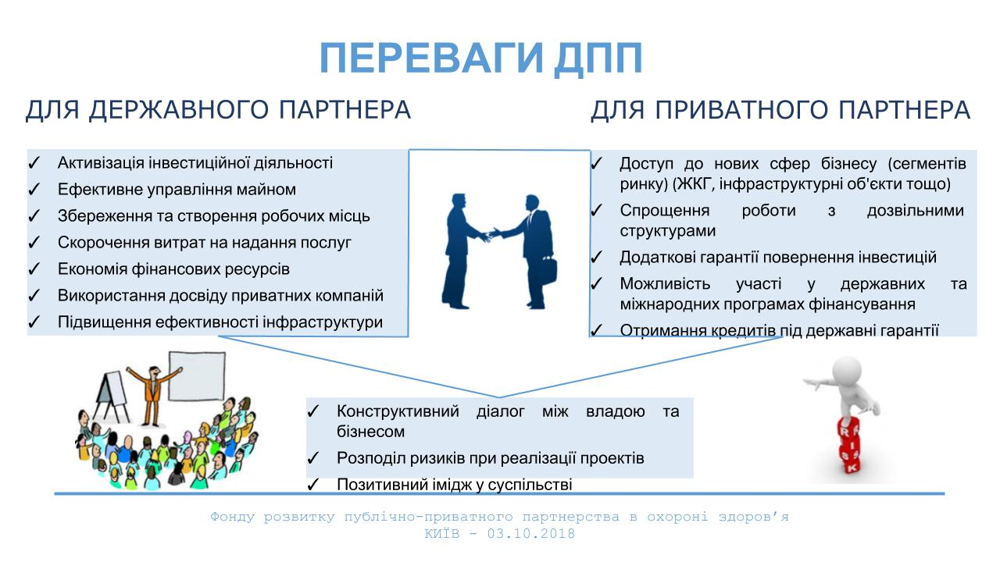 ПЕРЕВАГИ ДПП
ДЛЯ ДЕРЖАВНОГО ПАРТНЕРА
✓ Активізація інвестиційної діяльності
✓ Ефективне управління майном
✓ Збереження та створення робочих місць
✓ Скорочення витрат на надання послуг
✓ Економія фінансових ресурсів
✓ Використання досвіду приватних компаній
✓ Підвищення ефективності інфраструктури
ДЛЯ ПРИВАТНОГО ПАРТНЕРА
✓ Доступ до нових сфер бізнесу (сегментів
ринку) (ЖКГ, інфраструктурні об'єкти тощо)
✓ Спрощення роботи з дозвільними
структурами
✓ Додаткові гарантії повернення інвестицій
✓ Можливість участі у державних та
міжнародних програмах фінансування
✓ Отримання кредитів під державні гарантії
✓ Конструктивний діалог між владою та
бізнесом
✓ Розподіл ризиків при реалізації проектів
✓ Позитивний імідж у суспільстві
R
I
S
K
Фонду розвитку публічно-приватного партнерства в охороні здоров’я
КИЇВ - 03.10.2018